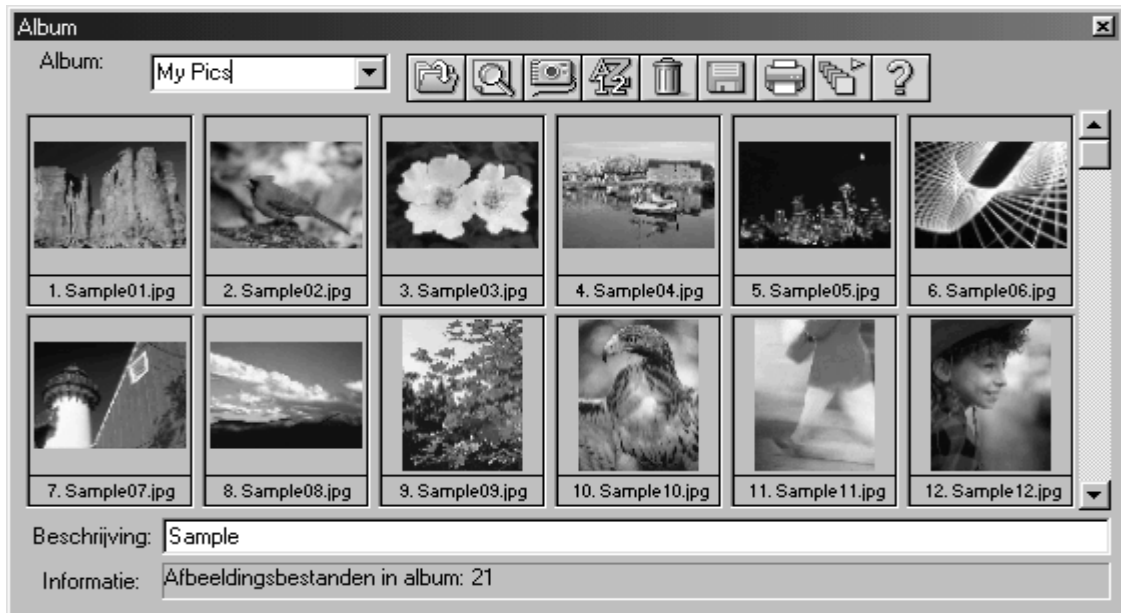 Album
Album:
My Pics
1. Sample01.jpg
2. Sample02.jpg
3. Sample03.jpg
4. Sample04.jpg
5. Sample05.jpg
6. Sample06.jpg
7. Sample07.jpg
8. Sample08.jpg
9. Sample09.jpg
10. Sample10.jpg
11. Sample11.jpg
12. Sample12.jpg
Beschrijving: Sample
Informatie: Afbeeldingsbestanden in album: 21